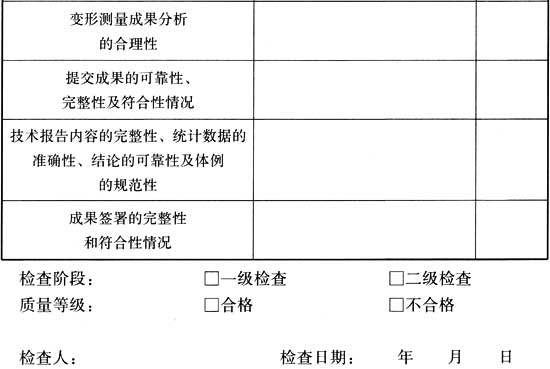 变形测量成果分析
的合理性
提交成果的可靠性、
完整性及符合性情况
技术报告内容的完整性、统计数据的
准确性、结论的可靠性及体例
的规范性
成果签署的完整性
和符合性情况
检查阶段： □一级检查 □二级检查
质量等级： □合格 □不合格
检查人： 检查日期： 年 月 日